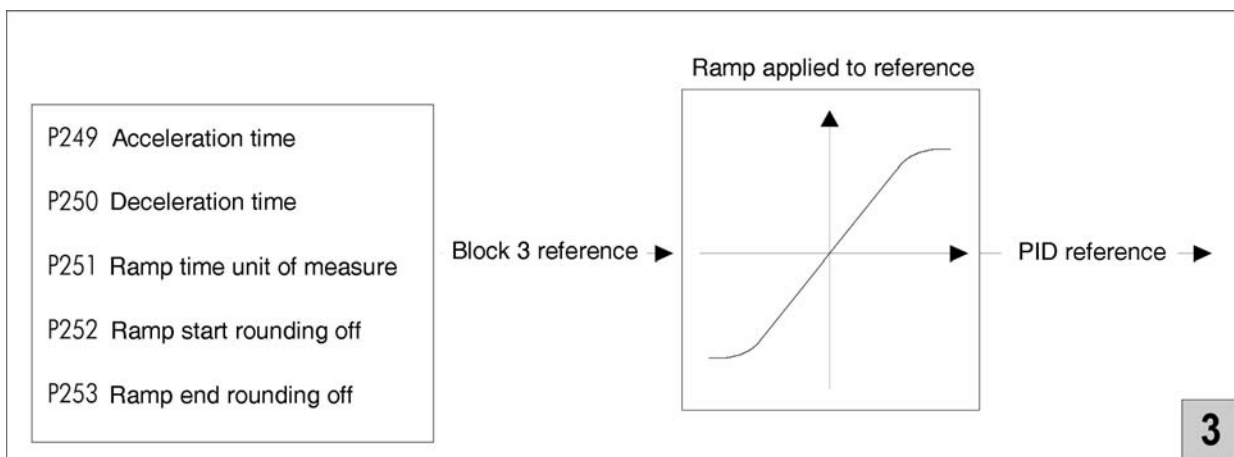 Ramp applied to reference
P249 Acceleration time
P250 Deceleration time
P251 Ramp time unit of measure
P252 Ramp start rounding off
P253 Ramp end rounding off
Block 3 reference
PID reference
3